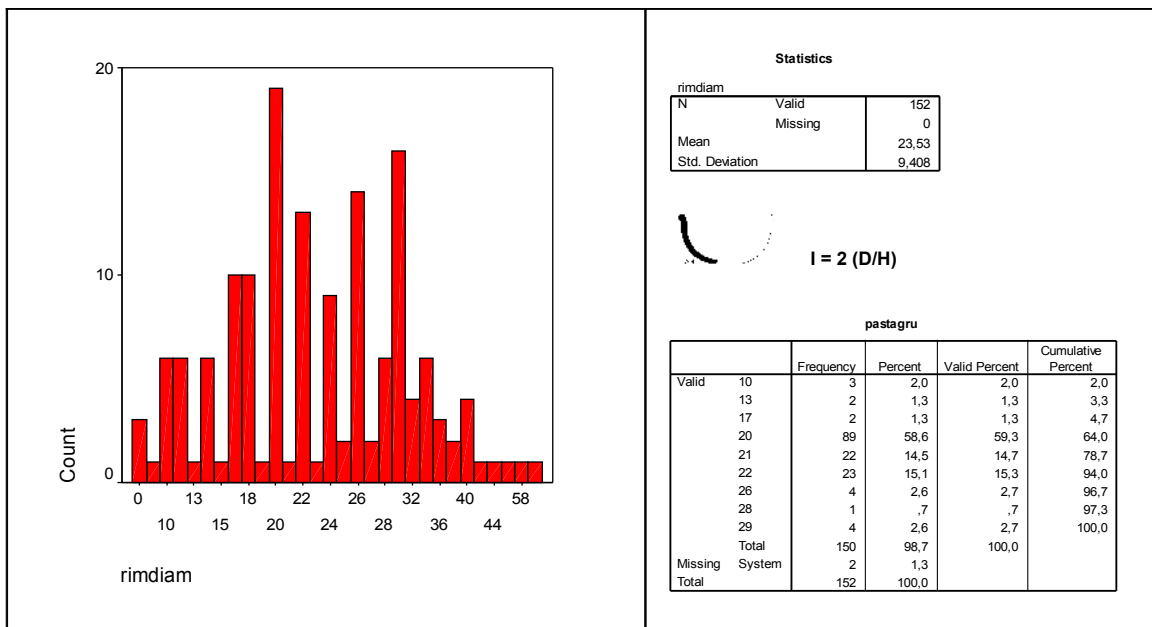 20
10
0
Count
0 13 18 20 22 26 32 40 58
10 15 20 24 28 36 44
rimdiam
Statistics
rimdiam
N Valid 152
Missing 0
Mean 23,53
Std. Deviation 9,408
I = 2 (D/H)
pastagru
Frequency Percent Valid Percent Cumulative Percent
Valid 10 3 2,0 2,0 2,0
13 2 1,3 1,3 3,3
17 2 1,3 1,3 4,7
20 89 58,6 59,3 64,0
21 22 14,5 14,7 78,7
22 23 15,1 15,3 94,0
26 4 2,6 2,7 96,7
28 1 ,7 ,7 97,3
29 4 2,6 2,7 100,0
Total 150 98,7 100,0
Missing System 2 1,3
Total 152 100,0